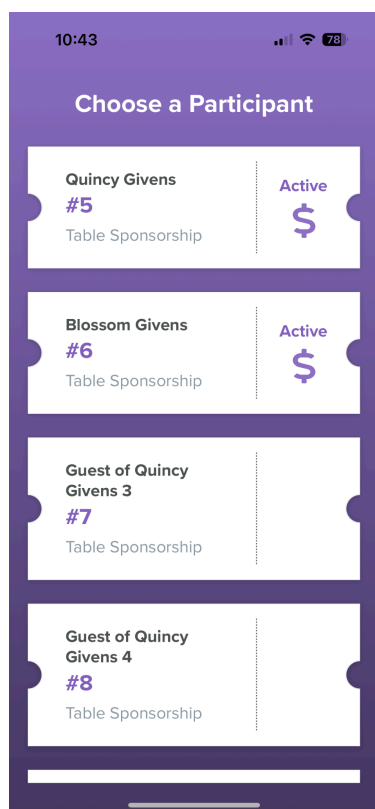 10:43
78
Choose a Participant
Quincy Givens
#5
Table Sponsorship
Active
$
Blossom Givens
#6
Table Sponsorship
Active
$
Guest of Quincy
Givens 3
#7
Table Sponsorship
Guest of Quincy
Givens 4
#8
Table Sponsorship